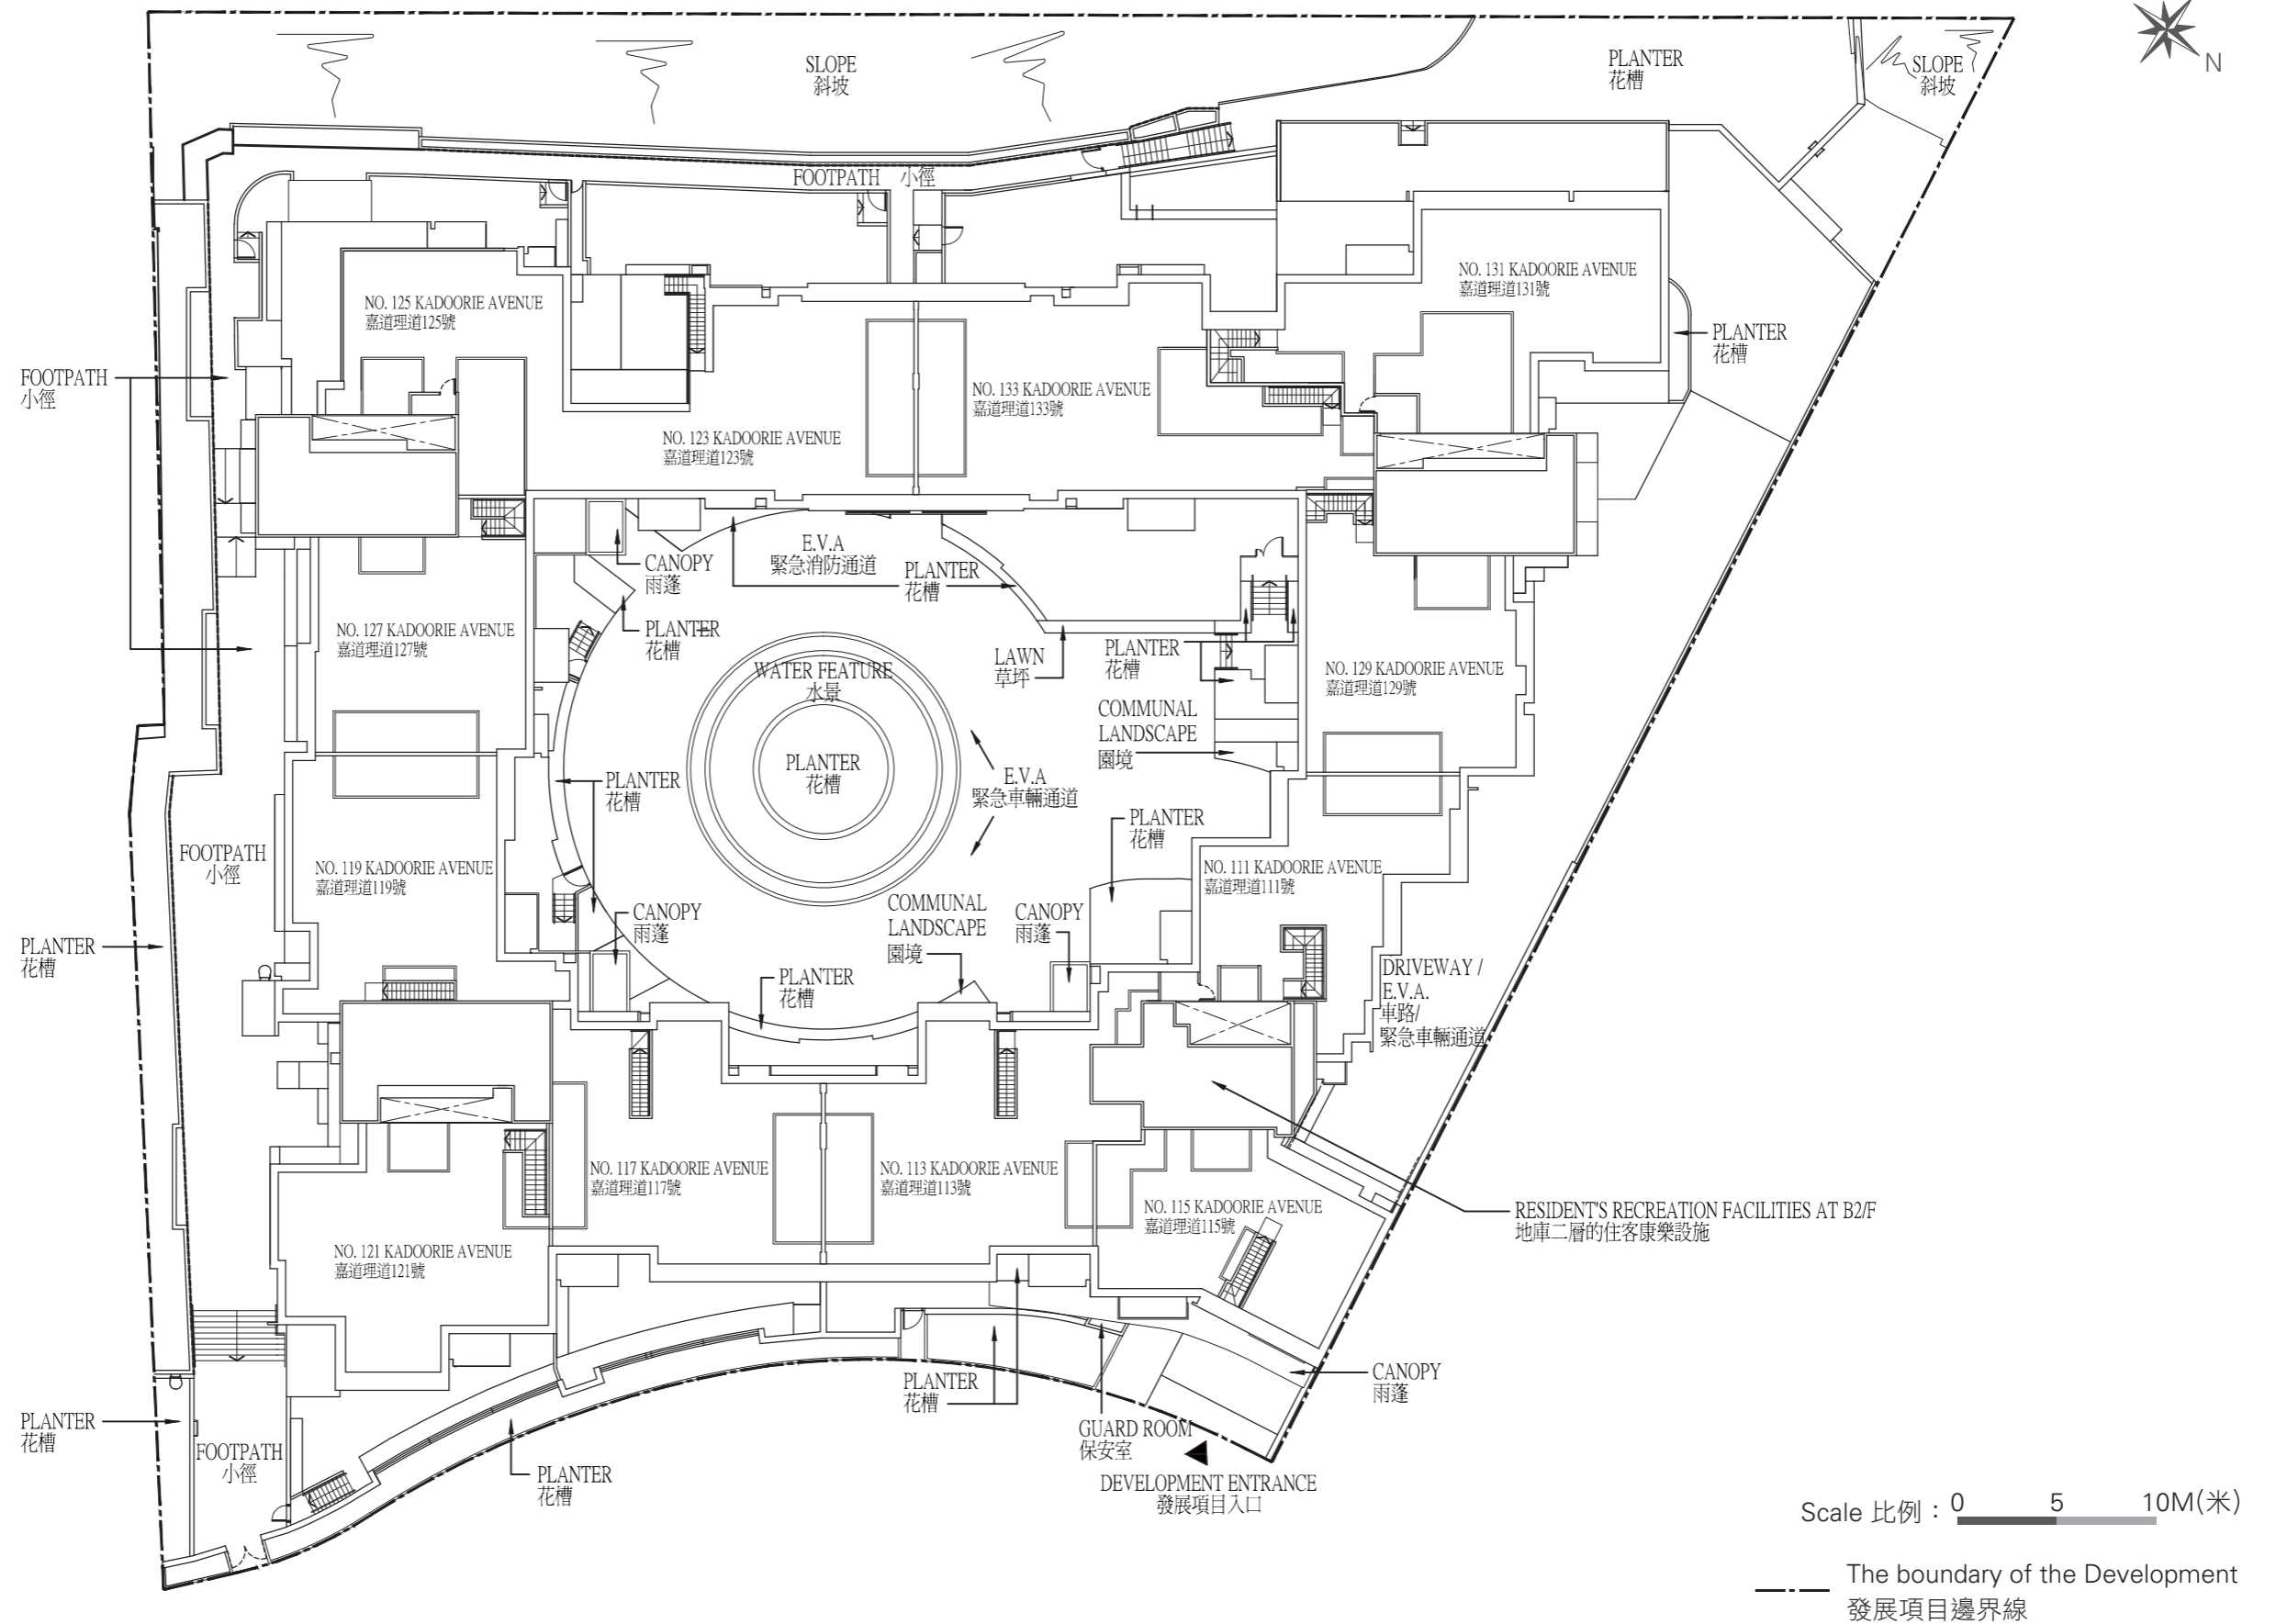 SLOPE
斜坡
PLANTER
花槽
SLOPE
斜坡
N
FOOTPATH 小徑
NO. 125 KADOORIE AVENUE
嘉道理道125號
NO. 131 KADOORIE AVENUE
嘉道理道131號
PLANTER
花槽
FOOTPATH
小徑
NO. 133 KADOORIE AVENUE
嘉道理道133號
NO. 123 KADOORIE AVENUE
嘉道理道123號
CANOPY
雨蓬
E.V.A
緊急消防通道
PLANTER
花槽
NO. 127 KADOORIE AVENUE
嘉道理道127號
PLANTER
花槽
LAWN
草坪
PLANTER
花槽
NO. 129 KADOORIE AVENUE
嘉道理道129號
WATER FEATURE
水景
COMMUNAL
LANDSCAPE
園境
PLANTER
花槽
PLANTER
花槽
E.V.A
緊急車輛通道
PLANTER
花槽
FOOTPATH
小徑
NO. 119 KADOORIE AVENUE
嘉道理道119號
NO. 111 KADOORIE AVENUE
嘉道理道111號
CANOPY
雨蓬
COMMUNAL
LANDSCAPE
園境
CANOPY
雨蓬
PLANTER
花槽
PLANTER
花槽
DRIVEWAY /
E.V.A.
車路/
緊急車輛通道
NO. 117 KADOORIE AVENUE
嘉道理道117號
NO. 113 KADOORIE AVENUE
嘉道理道113號
NO. 115 KADOORIE AVENUE
嘉道理道115號
RESIDENT'S RECREATION FACILITIES AT B2/F
地庫二層的住客康樂設施
NO. 121 KADOORIE AVENUE
嘉道理道121號
PLANTER
花槽
CANOPY
雨蓬
PLANTER
花槽
GUARD ROOM
保安室
FOOTPATH
小徑
PLANTER
花槽
DEVELOPMENT ENTRANCE
發展項目入口
Scale 比例： 0 5 10M(米)
The boundary of the Development
發展項目邊界線